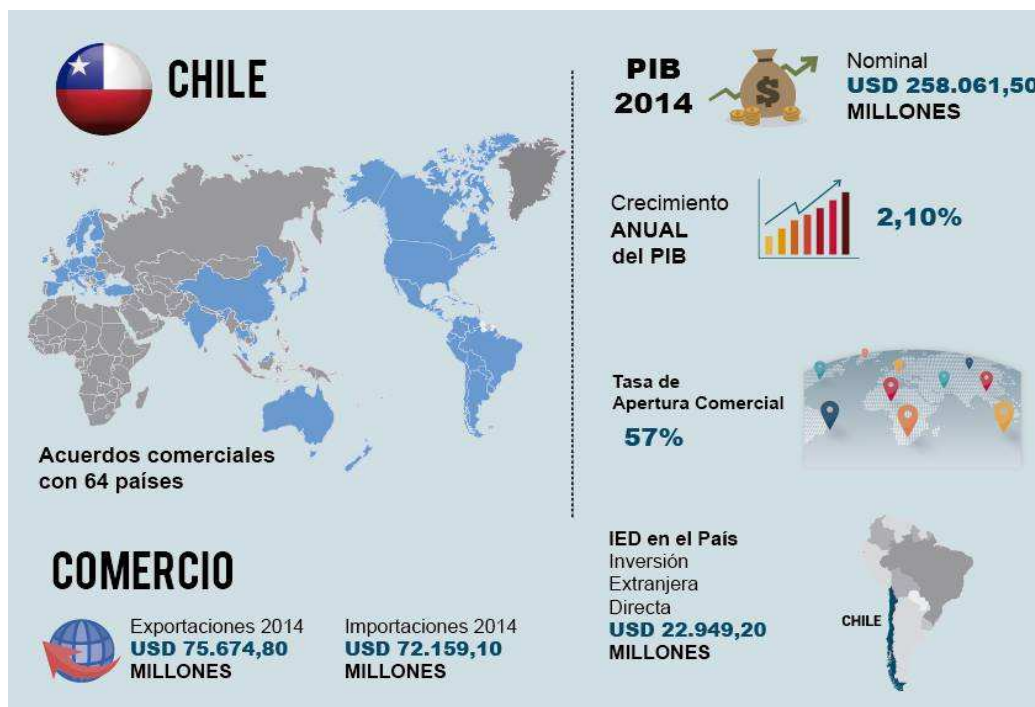 CHILE
Acuerdos comerciales
con 64 países
COMERCIO
Exportaciones 2014
USD 75.674,80
MILLONES
Importaciones 2014
USD 72.159,10
MILLONES
PIB
2014
$
Nominal
USD 258.061,50
MILLONES
Crecimiento
ANUAL
del PIB
2,10%
Tasa de
Apertura Comercial
57%
IED en el País
Inversión
Extranjera
Directa
USD 22.949,20
MILLONES
CHILE